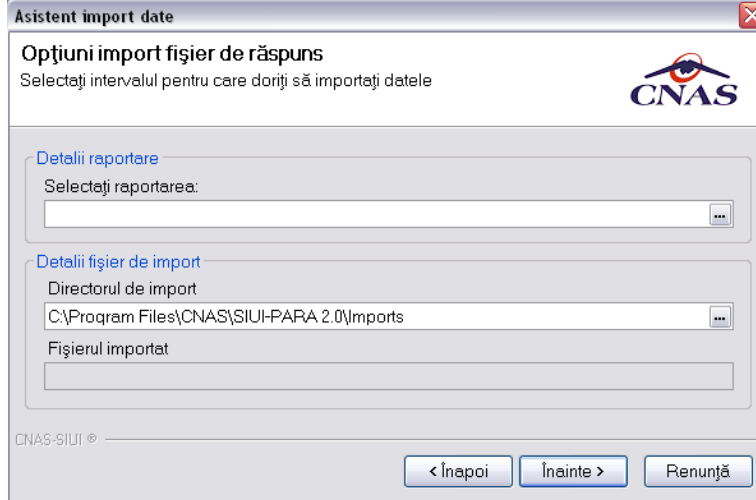 Asistent import date
Opţiuni import fişier de răspuns
Selectaţi intervalul pentru care doriţi să importaţi datele
CNAS
Detalii raportare
Selectaţi raportarea:
...
Detalii fişier de import
Directorul de import
C:\Program Files\CNAS\SIUI-PARA 2.0\Imports
...
Fişierul importat
CNAS-SIUI ®
< Înapoi
Înainte >
Renunţă